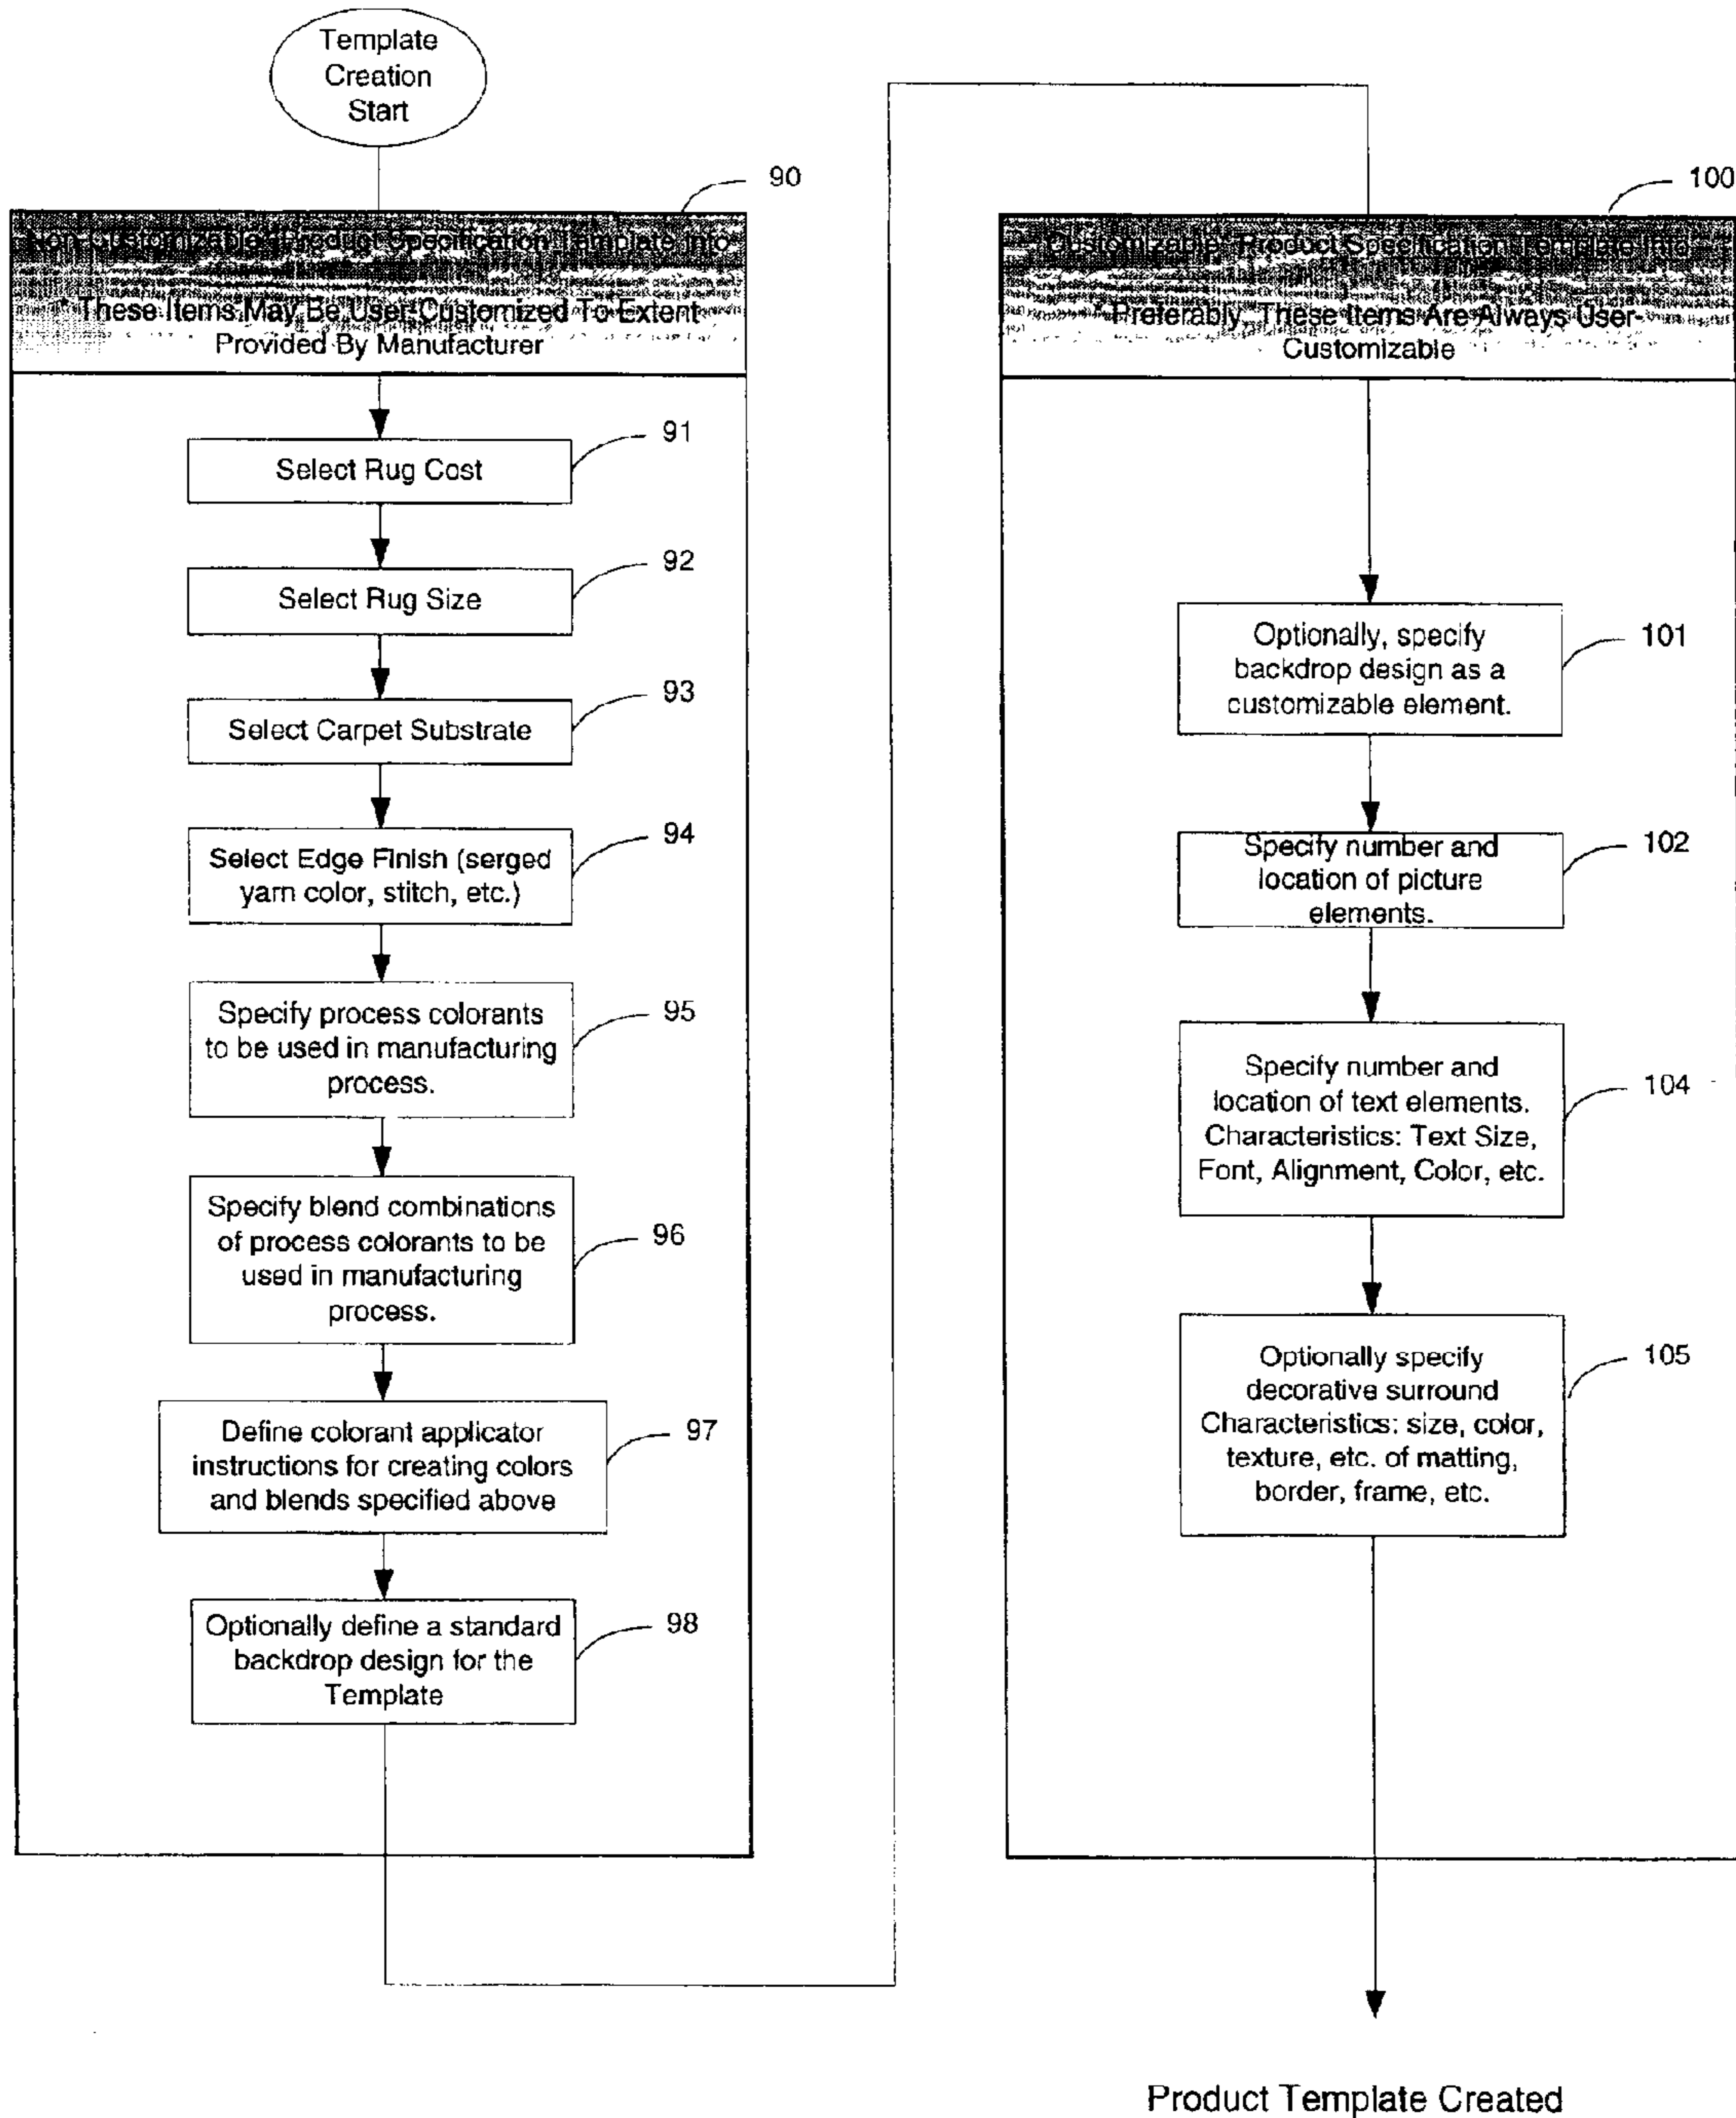 Template
Creation
Start
90
Non-Customizable* Product Specification Template Info
* These Items May Be User-Customized To Extent
Provided By Manufacturer
91
Select Rug Cost
92
Select Rug Size
93
Select Carpet Substrate
94
Select Edge Finish (serged
yarn color, stitch, etc.)
95
Specify process colorants
to be used in manufacturing
process.
96
Specify blend combinations
of process colorants to be
used in manufacturing
process.
97
Define colorant applicator
instructions for creating colors
and blends specified above
98
Optionally define a standard
backdrop design for the
Template
100
Customizable* Product Specification Template Info
* Preferably, These Items Are Always User-
Customizable
101
Optionally, specify
backdrop design as a
customizable element.
102
Specify number and
location of picture
elements.
104
Specify number and
location of text elements.
Characteristics: Text Size,
Font, Alignment, Color, etc.
105
Optionally specify
decorative surround
Characteristics: size, color,
texture, etc. of matting,
border, frame, etc.
Product Template Created